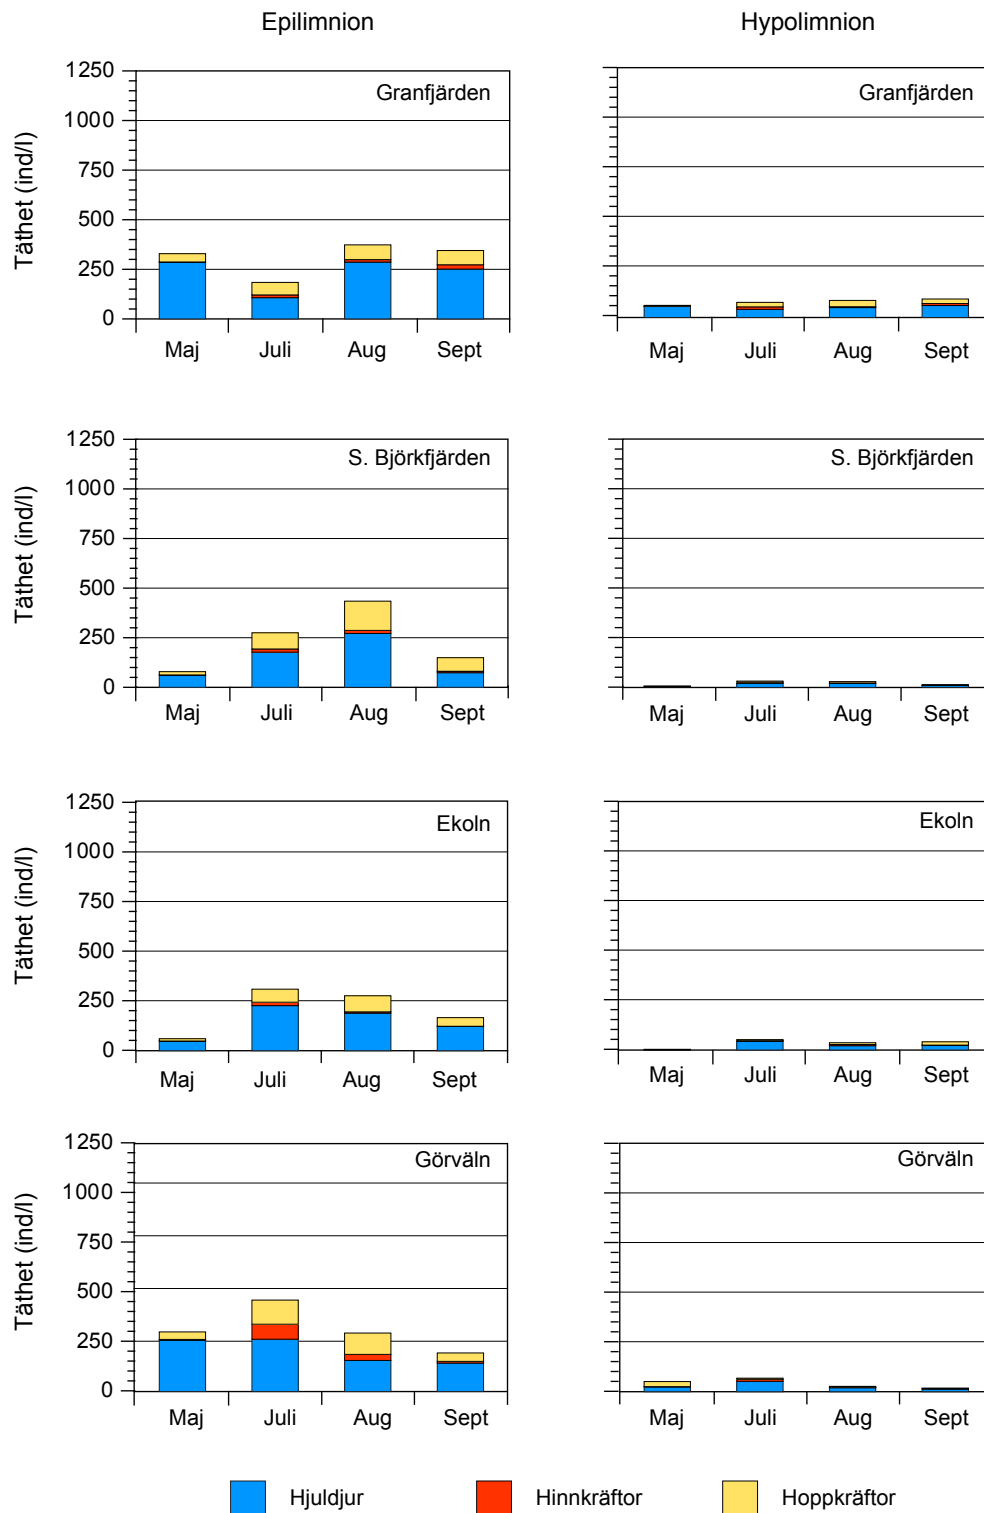 Epilimnion Hypolimnion
Täthet (ind/l)
1250
1000
750
500
250
0
Granfjärden
Maj Juli Aug Sept
Granfjärden
Maj Juli Aug Sept
Täthet (ind/l)
1250
1000
750
500
250
0
S. Björkfjärden
Maj Juli Aug Sept
S. Björkfjärden
Maj Juli Aug Sept
Täthet (ind/l)
1250
1000
750
500
250
0
Ekoln
Maj Juli Aug Sept
Ekoln
Maj Juli Aug Sept
Täthet (ind/l)
1250
1000
750
500
250
0
Görväln
Maj Juli Aug Sept
Görväln
Maj Juli Aug Sept
Hjuldjur Hinnkräftor Hoppkräftor